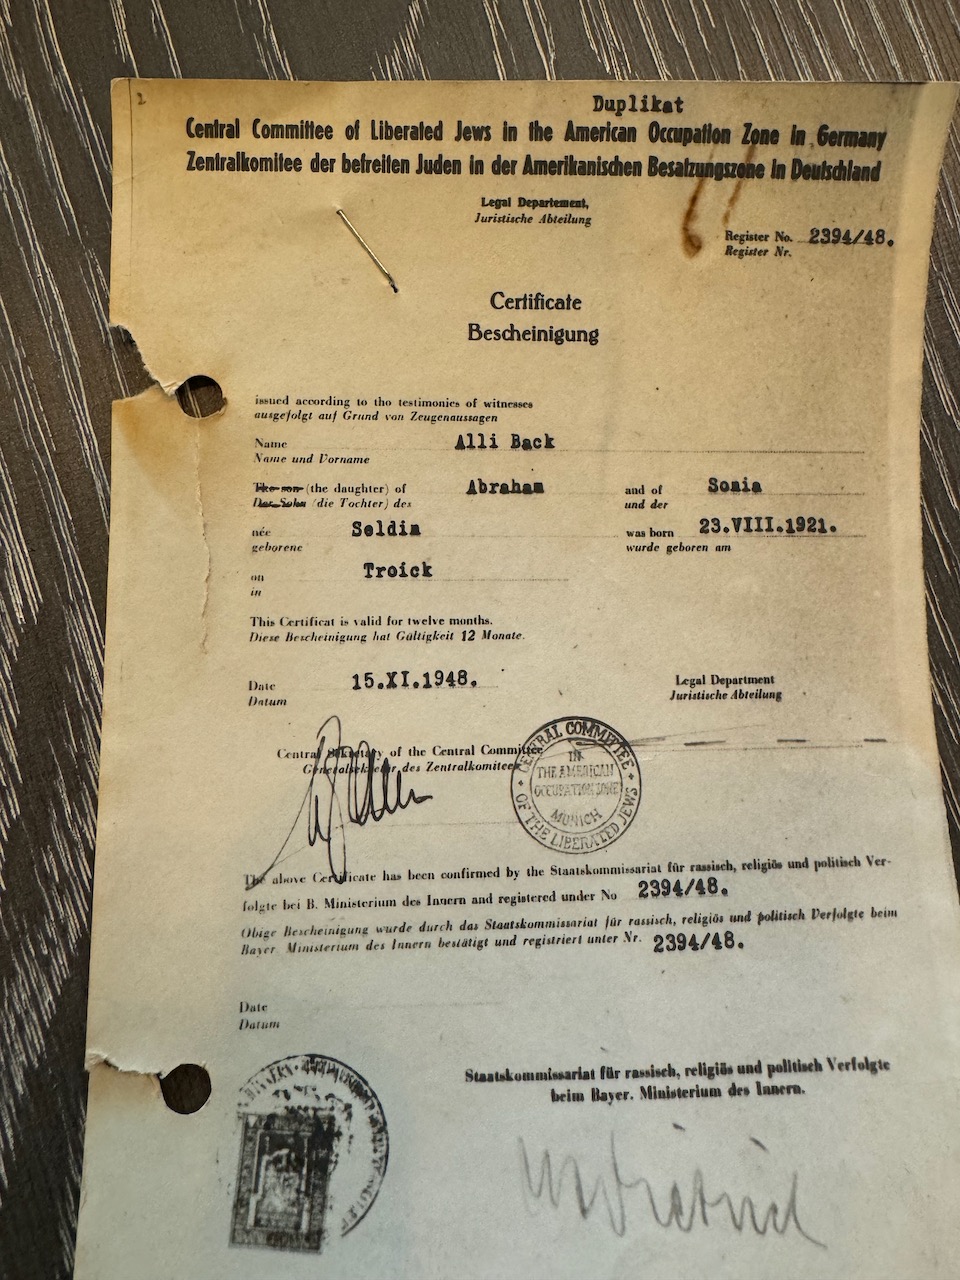 2
Duplikat
Central Committee of Liberated Jews in the American Occupation Zone in Germany
Zentralkomitee der befreiten Juden in der Amerikanischen Besatzungszone in Deutschland
Legal Departement,
Juristische Abteilung
Register No. 2394/48.
Register Nr.
Certificate
Bescheinigung
issued according to tho testimonies of witnesses
ausgefolgt auf Grund von Zeugenaussagen
Name Alli Back
Name und Vorname
The son (the daughter) of Abraham and of Sonia
Der Sohn (die Tochter) des und der
née Seldin was born 23.VIII.1921.
geborene wurde geboren am
on Troick
in
This Certificat is valid for twelve months.
Diese Bescheinigung hat Gültigkeit 12 Monate.
Date 15.XI.1948. Legal Department
Datum Juristische Abteilung
Central Secretary of the Central Committee
Generalsekretär des Zentralkomitees
CENTRAL COMMITTEE OF THE LIBERATED JEWS
IN
THE AMERICAN
OCCUPATION ZONE
MUNICH
The above Certificate has been confirmed by the Staatskommissariat für rassisch, religiös und politisch Ver-
folgte bei B. Ministerium des Innern and registered under No 2394/48.
Obige Bescheinigung wurde durch das Staatskommissariat für rassisch, religiös und politisch Verfolgte beim
Bayer. Ministerium des Innern bestätigt und registriert unter Nr. 2394/48.
Date
Datum
Staatskommissariat für rassisch, religiös und politisch Verfolgte
beim Bayer. Ministerium des Innern.